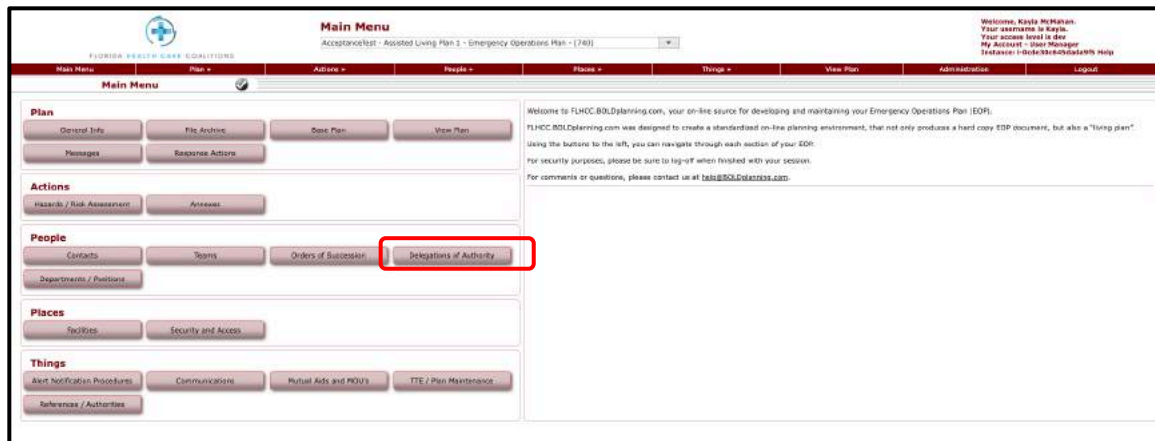 Main Menu
AcceptanceTest - Assisted Living Plan 1 - Emergency Operations Plan - (740)
Welcome, Kayla McMahan.
Your username is Kayla.
Your access level is dev
My Account - User Manager
FLORIDA HEALTH CARE COALITIONS
Main Menu Plan Actions People Places Things View Plan Administration Logout
Main Menu
Plan
General Info File Archive Base Plan View Plan
Messages Response Actions
Actions
Hazards / Risk Assessment Annexes
People
Contacts Teams Orders of Succession Delegations of Authority
Departments / Positions
Places
Facilities Security and Access
Things
Alert Notification Procedures Communications Mutual Aids and MOU's TTE / Plan Maintenance
References / Authorities
Welcome to FLHCC.BOLDplanning.com, your on-line source for developing and maintaining your Emergency Operations Plan (EOP).
FLHCC.BOLDplanning.com was designed to create a standardized on-line planning environment, that not only produces a hard copy EOP document, but also a "living plan".
Using the buttons to the left, you can navigate through each section of your EOP.
For security purposes, please be sure to log-off when finished with your session.
For comments or questions, please contact us at help@BOLDplanning.com.